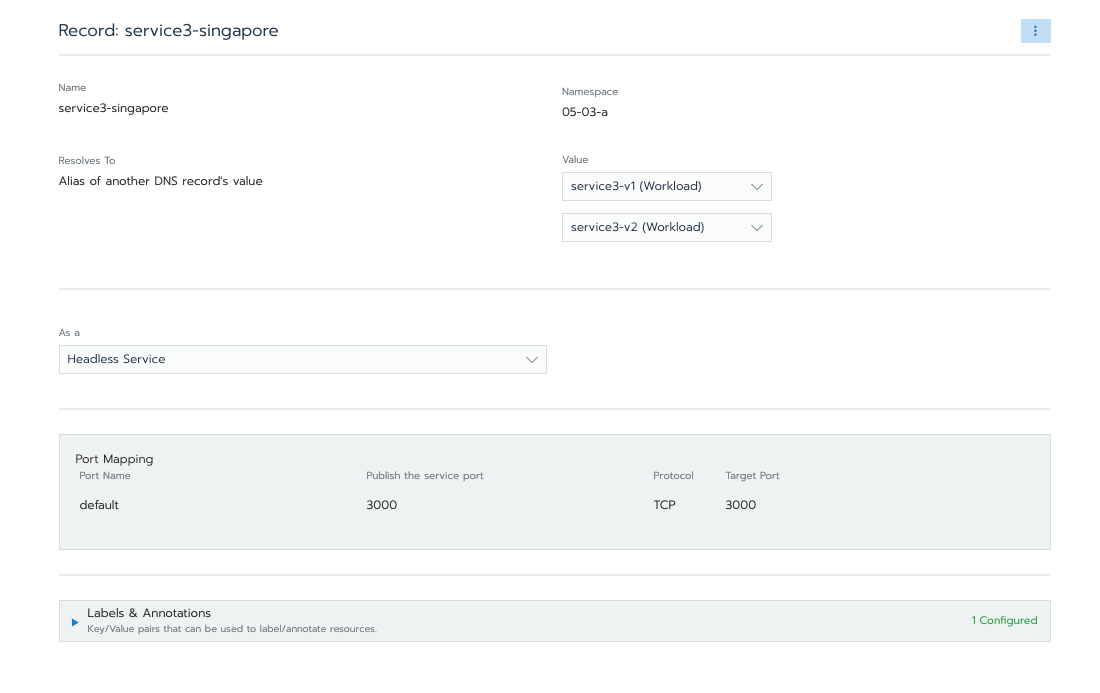 Record: service3-singapore
Name
service3-singapore
Namespace
05-03-a
Resolves To
Alias of another DNS record's value
Value
service3-v1 (Workload)
service3-v2 (Workload)
As a
Headless Service
Port Mapping
Port Name Publish the service port Protocol Target Port
default 3000 TCP 3000
Labels & Annotations
Key/Value pairs that can be used to label/annotate resources.
1 Configured